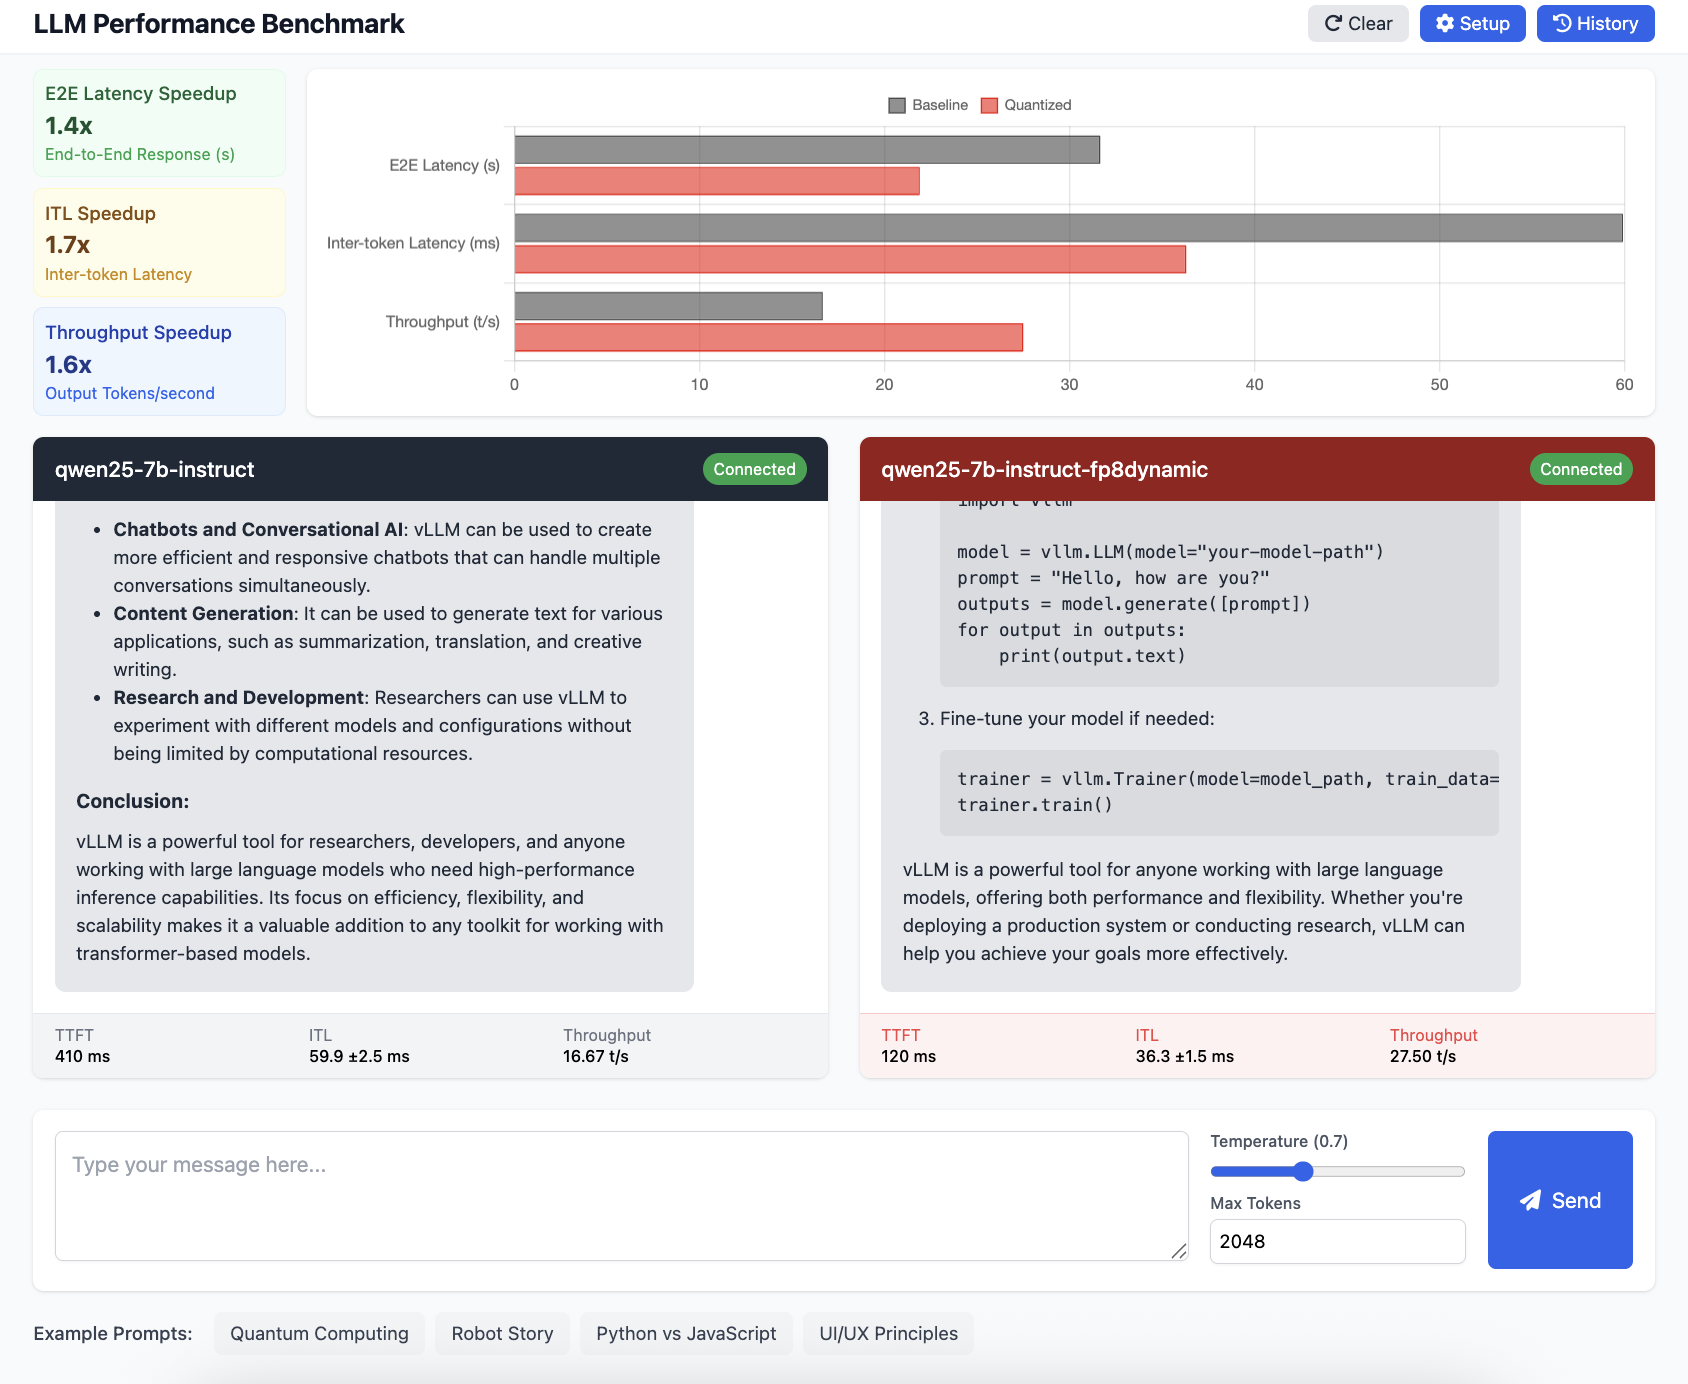 LLM Performance Benchmark
Clear
Setup
History
E2E Latency Speedup
1.4x
End-to-End Response (s)
ITL Speedup
1.7x
Inter-token Latency
Throughput Speedup
1.6x
Output Tokens/second
Baseline
Quantized
E2E Latency (s)
Inter-token Latency (ms)
Throughput (t/s)
0 10 20 30 40 50 60
qwen25-7b-instruct
Connected
• Chatbots and Conversational AI: vLLM can be used to create
more efficient and responsive chatbots that can handle multiple
conversations simultaneously.
• Content Generation: It can be used to generate text for various
applications, such as summarization, translation, and creative
writing.
• Research and Development: Researchers can use vLLM to
experiment with different models and configurations without
being limited by computational resources.
Conclusion:
vLLM is a powerful tool for researchers, developers, and anyone
working with large language models who need high-performance
inference capabilities. Its focus on efficiency, flexibility, and
scalability makes it a valuable addition to any toolkit for working with
transformer-based models.
TTFT
410 ms
ITL
59.9 ±2.5 ms
Throughput
16.67 t/s
qwen25-7b-instruct-fp8dynamic
Connected
import vllm
model = vllm.LLM(model="your-model-path")
prompt = "Hello, how are you?"
outputs = model.generate([prompt])
for output in outputs:
    print(output.text)
3. Fine-tune your model if needed:
trainer = vllm.Trainer(model=model_path, train_data=
trainer.train()
vLLM is a powerful tool for anyone working with large language
models, offering both performance and flexibility. Whether you're
deploying a production system or conducting research, vLLM can
help you achieve your goals more effectively.
TTFT
120 ms
ITL
36.3 ±1.5 ms
Throughput
27.50 t/s
Type your message here...
Temperature (0.7)
Max Tokens
2048
Send
Example Prompts:
Quantum Computing
Robot Story
Python vs JavaScript
UI/UX Principles